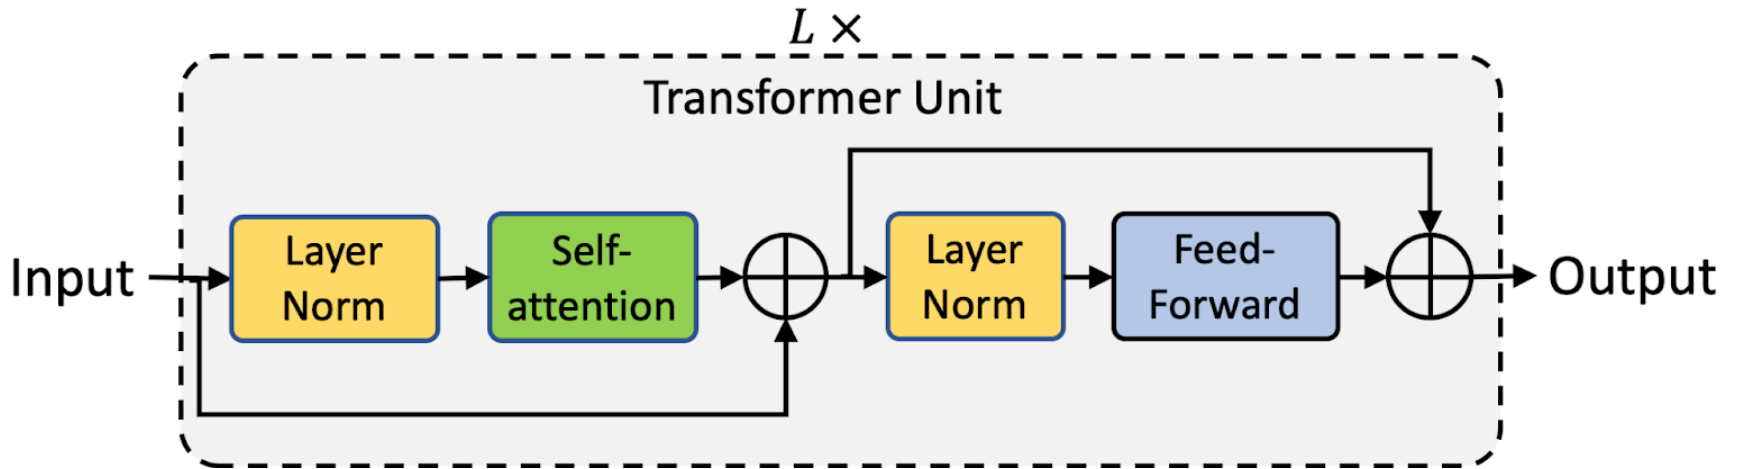 L ×
Transformer Unit
Input
Layer
Norm
Self-
attention
Layer
Norm
Feed-
Forward
Output